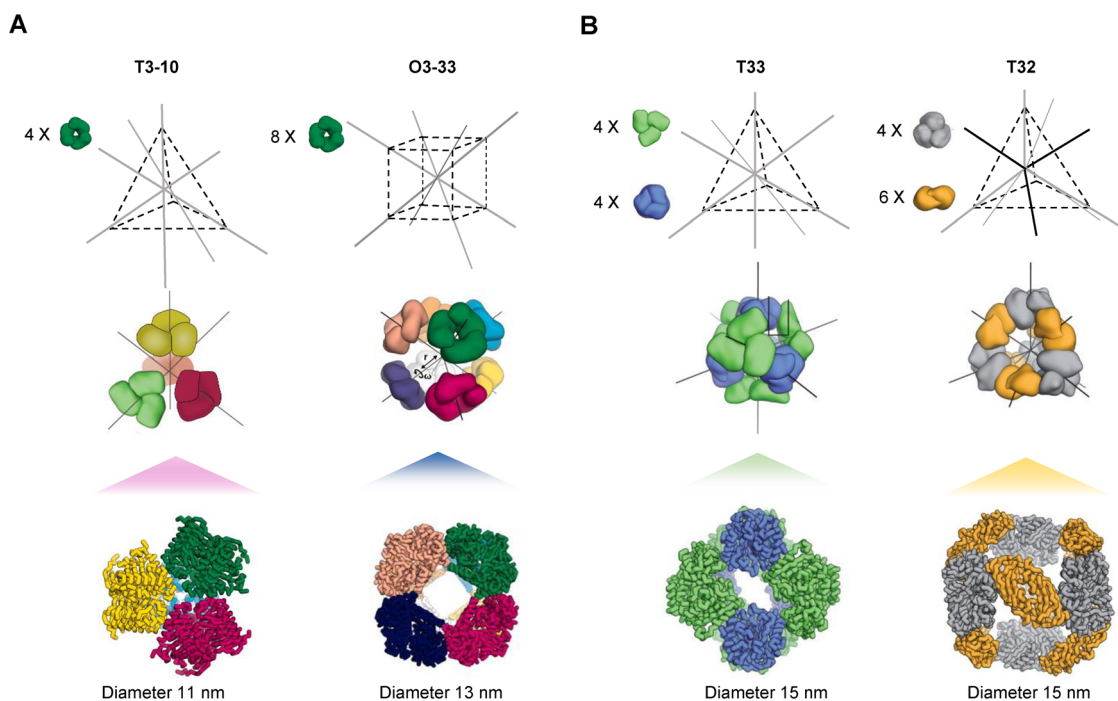 A
B
T3-10
O3-33
T33
T32
4 X
8 X
4 X
4 X
4 X
6 X
r
ω
Diameter 11 nm
Diameter 13 nm
Diameter 15 nm
Diameter 15 nm